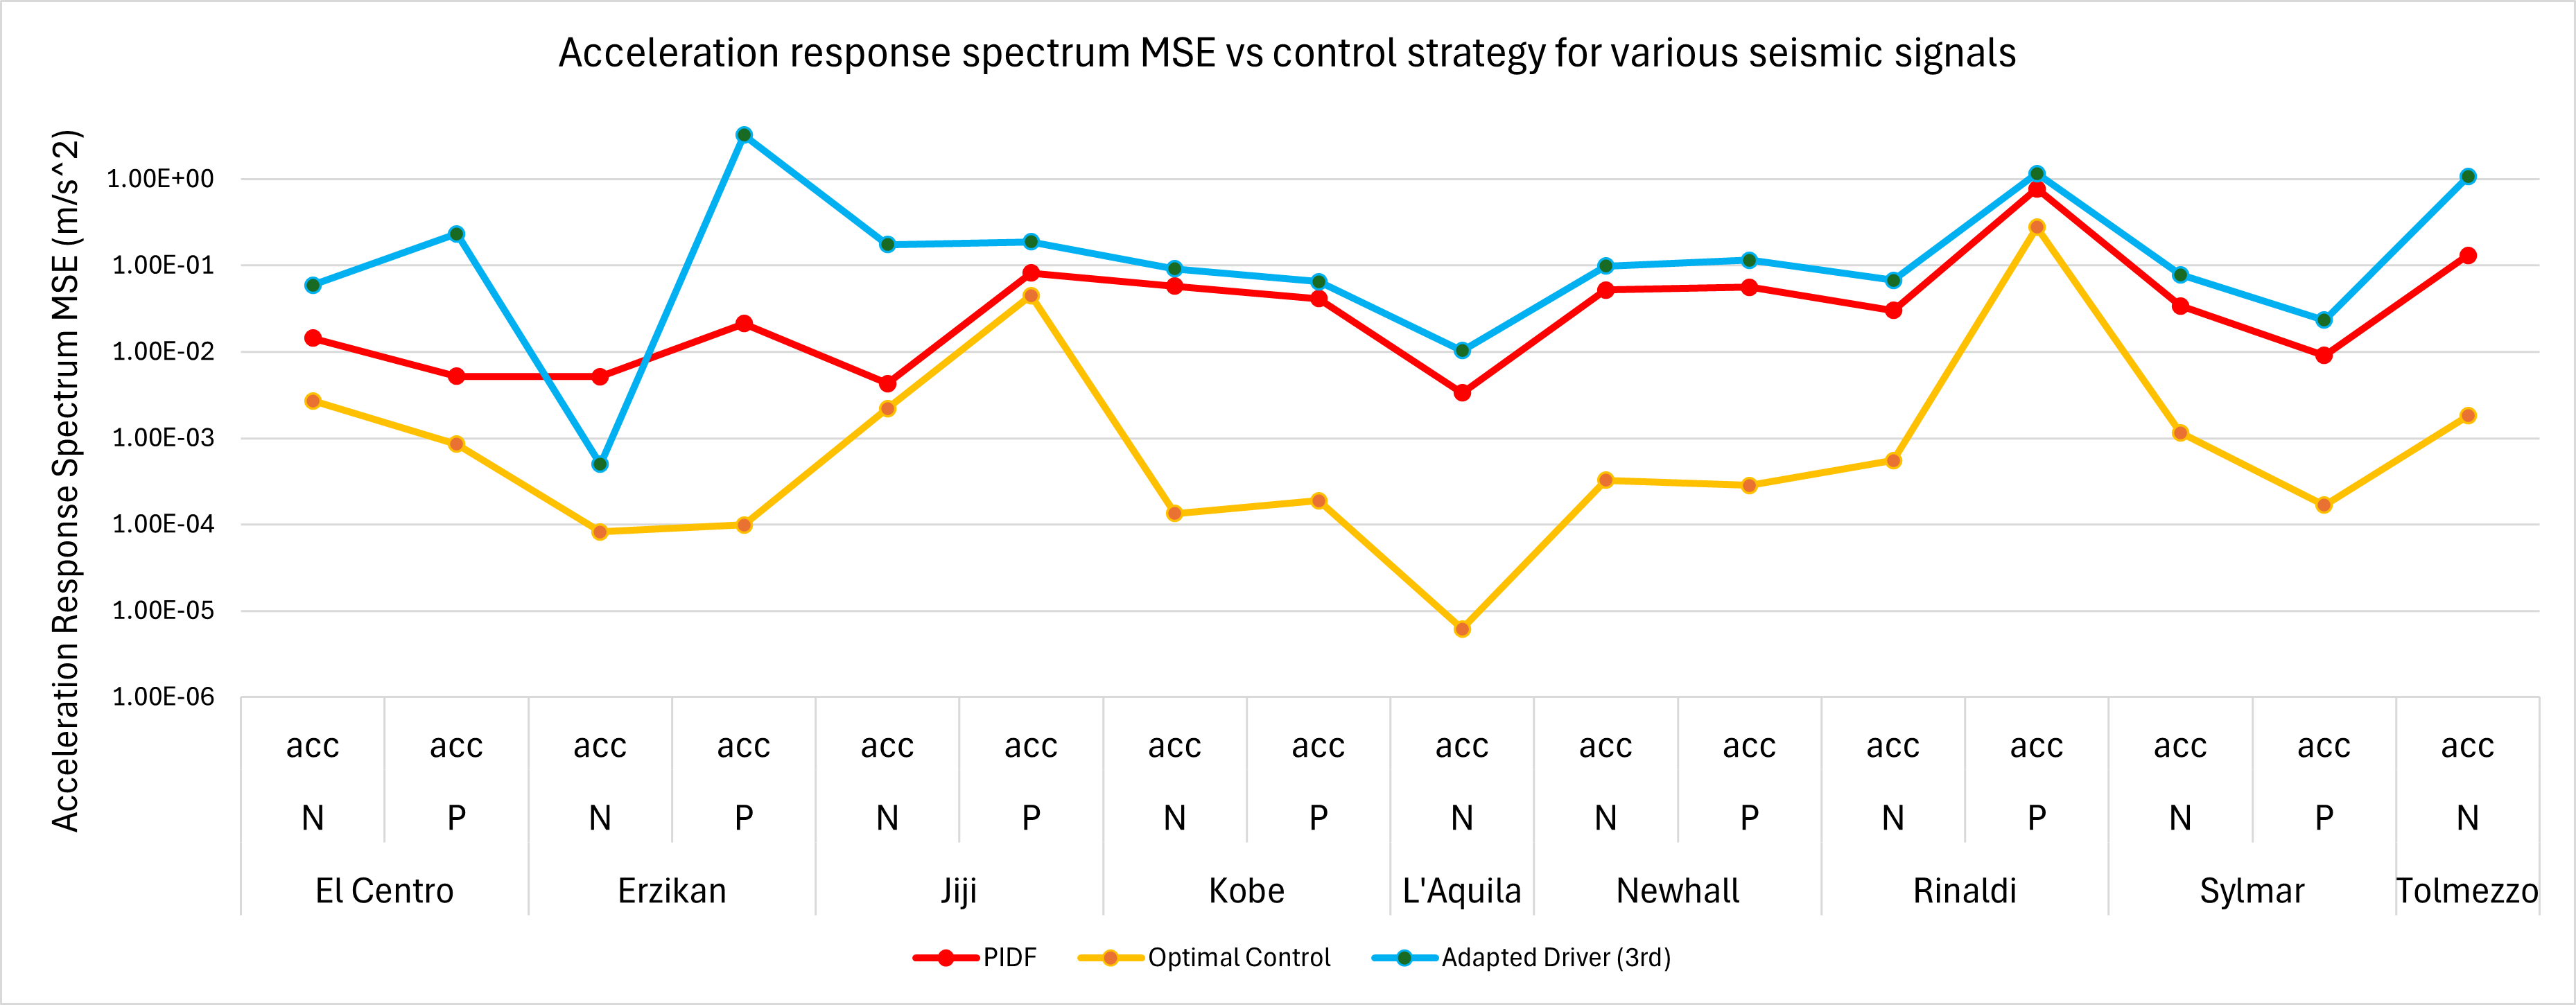 Acceleration response spectrum MSE vs control strategy for various seismic signals
Acceleration Response Spectrum MSE (m/s^2)
1.00E+00
1.00E-01
1.00E-02
1.00E-03
1.00E-04
1.00E-05
1.00E-06
acc acc acc acc acc acc acc acc acc acc acc acc acc acc acc acc
N P N P N P N P N N P N P N P N
El Centro Erzikan Jiji Kobe L'Aquila Newhall Rinaldi Sylmar Tolmezzo
PIDF Optimal Control Adapted Driver (3rd)